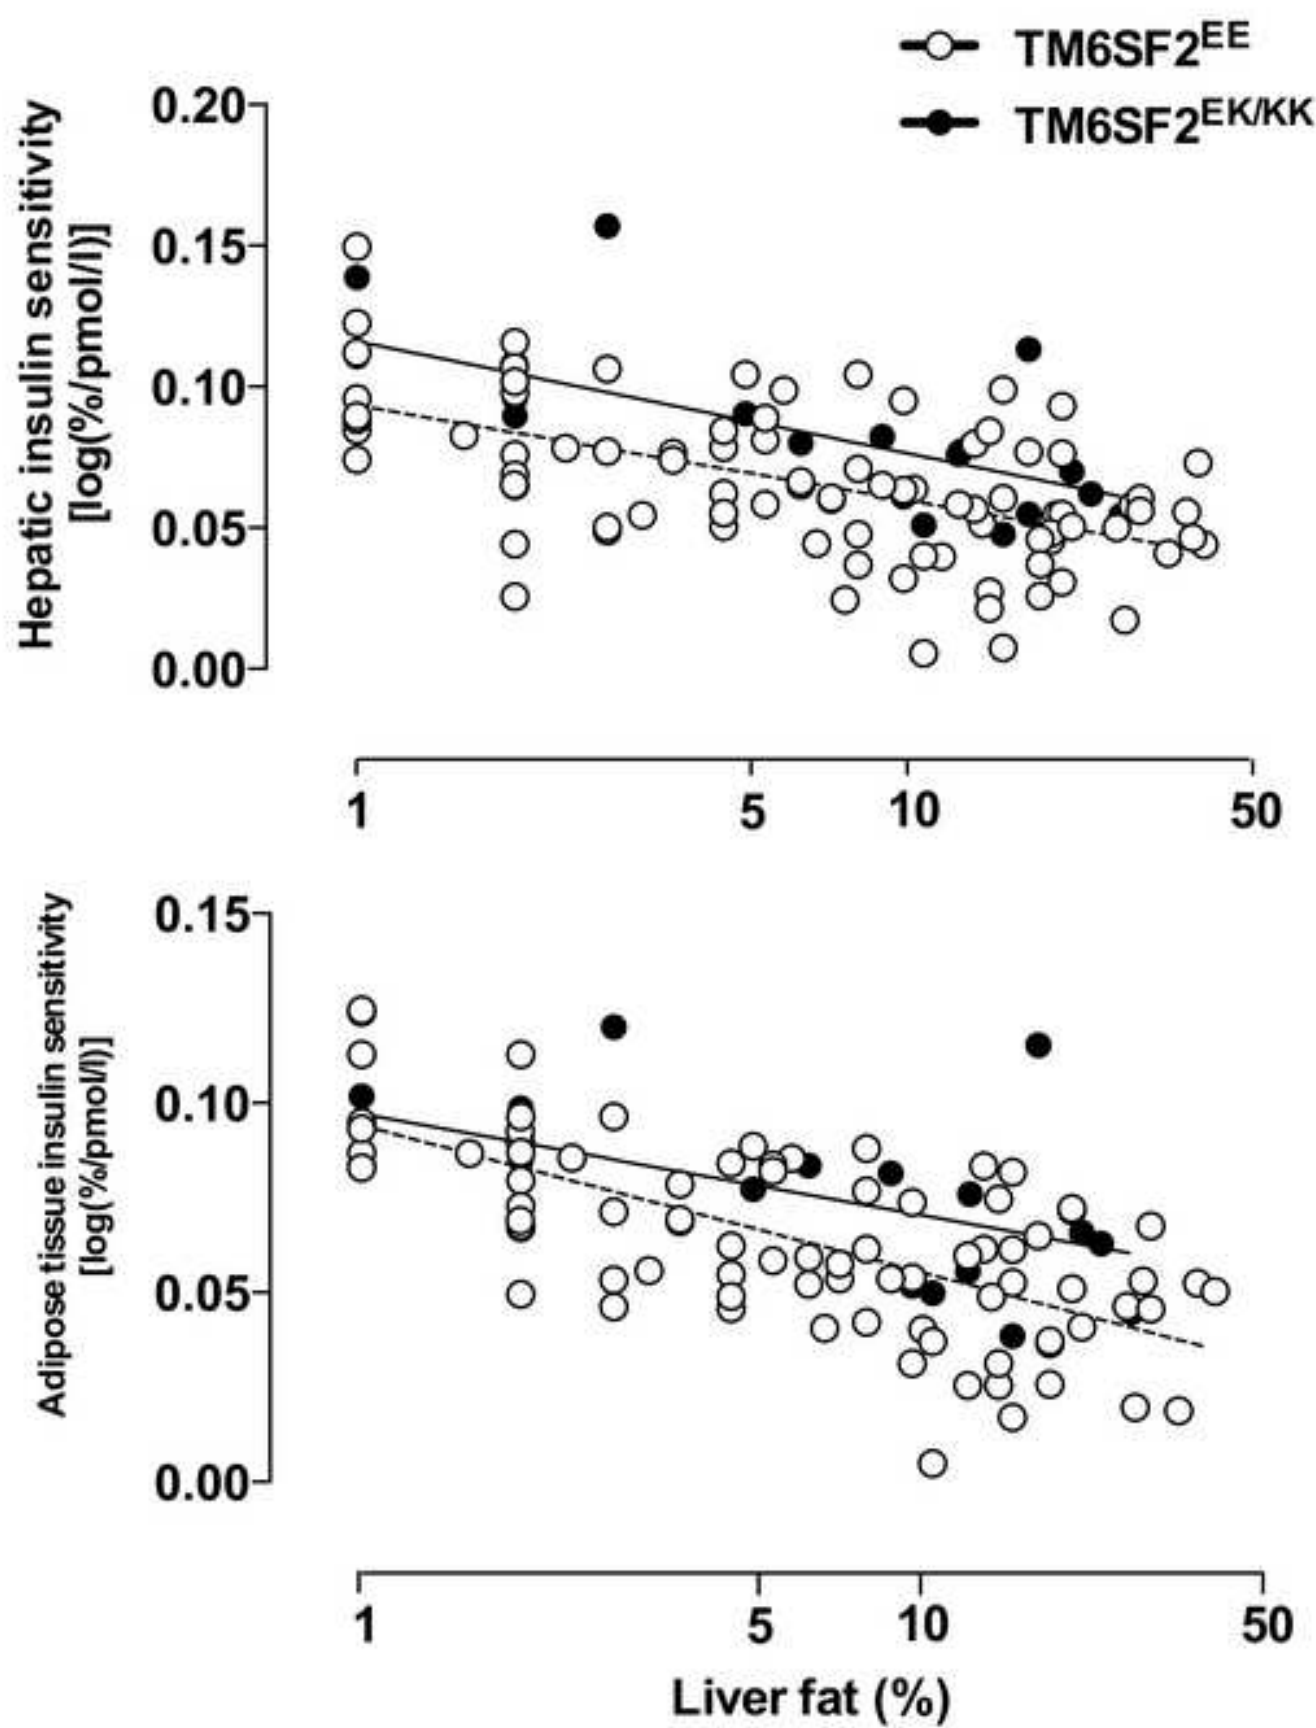 TM6SF2EE
TM6SF2EK/KK
Hepatic insulin sensitivity
[log(%/pmol/l)]
0.20
0.15
0.10
0.05
0.00
1 5 10 50
Adipose tissue insulin sensitivity
[log(%/pmol/l)]
0.15
0.10
0.05
0.00
1 5 10 50
Liver fat (%)